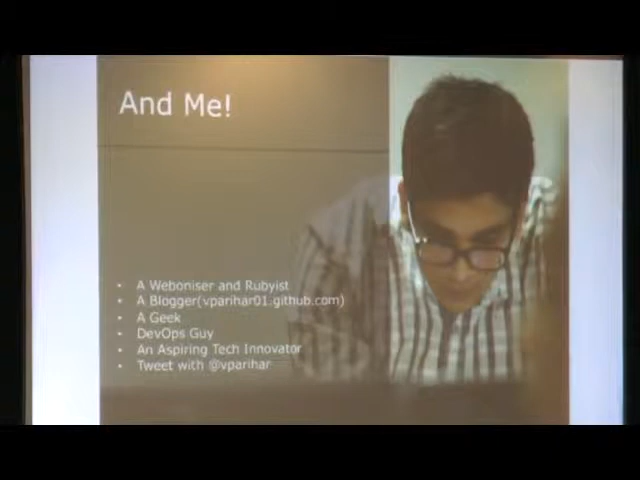 And Me!
• A Weboniser and Rubyist
• A Blogger(vparihar01.github.com)
• A Geek
• DevOps Guy
• An Aspiring Tech Innovator
• Tweet with @vparihar